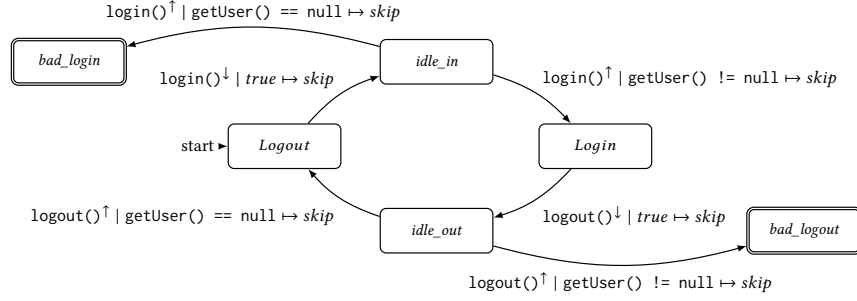 login()↑ | getUser() == null ↦ skip
bad_login
idle_in
login()↓ | true ↦ skip
login()↑ | getUser() != null ↦ skip
start
Logout
Login
logout()↑ | getUser() == null ↦ skip
idle_out
logout()↓ | true ↦ skip
bad_logout
logout()↑ | getUser() != null ↦ skip